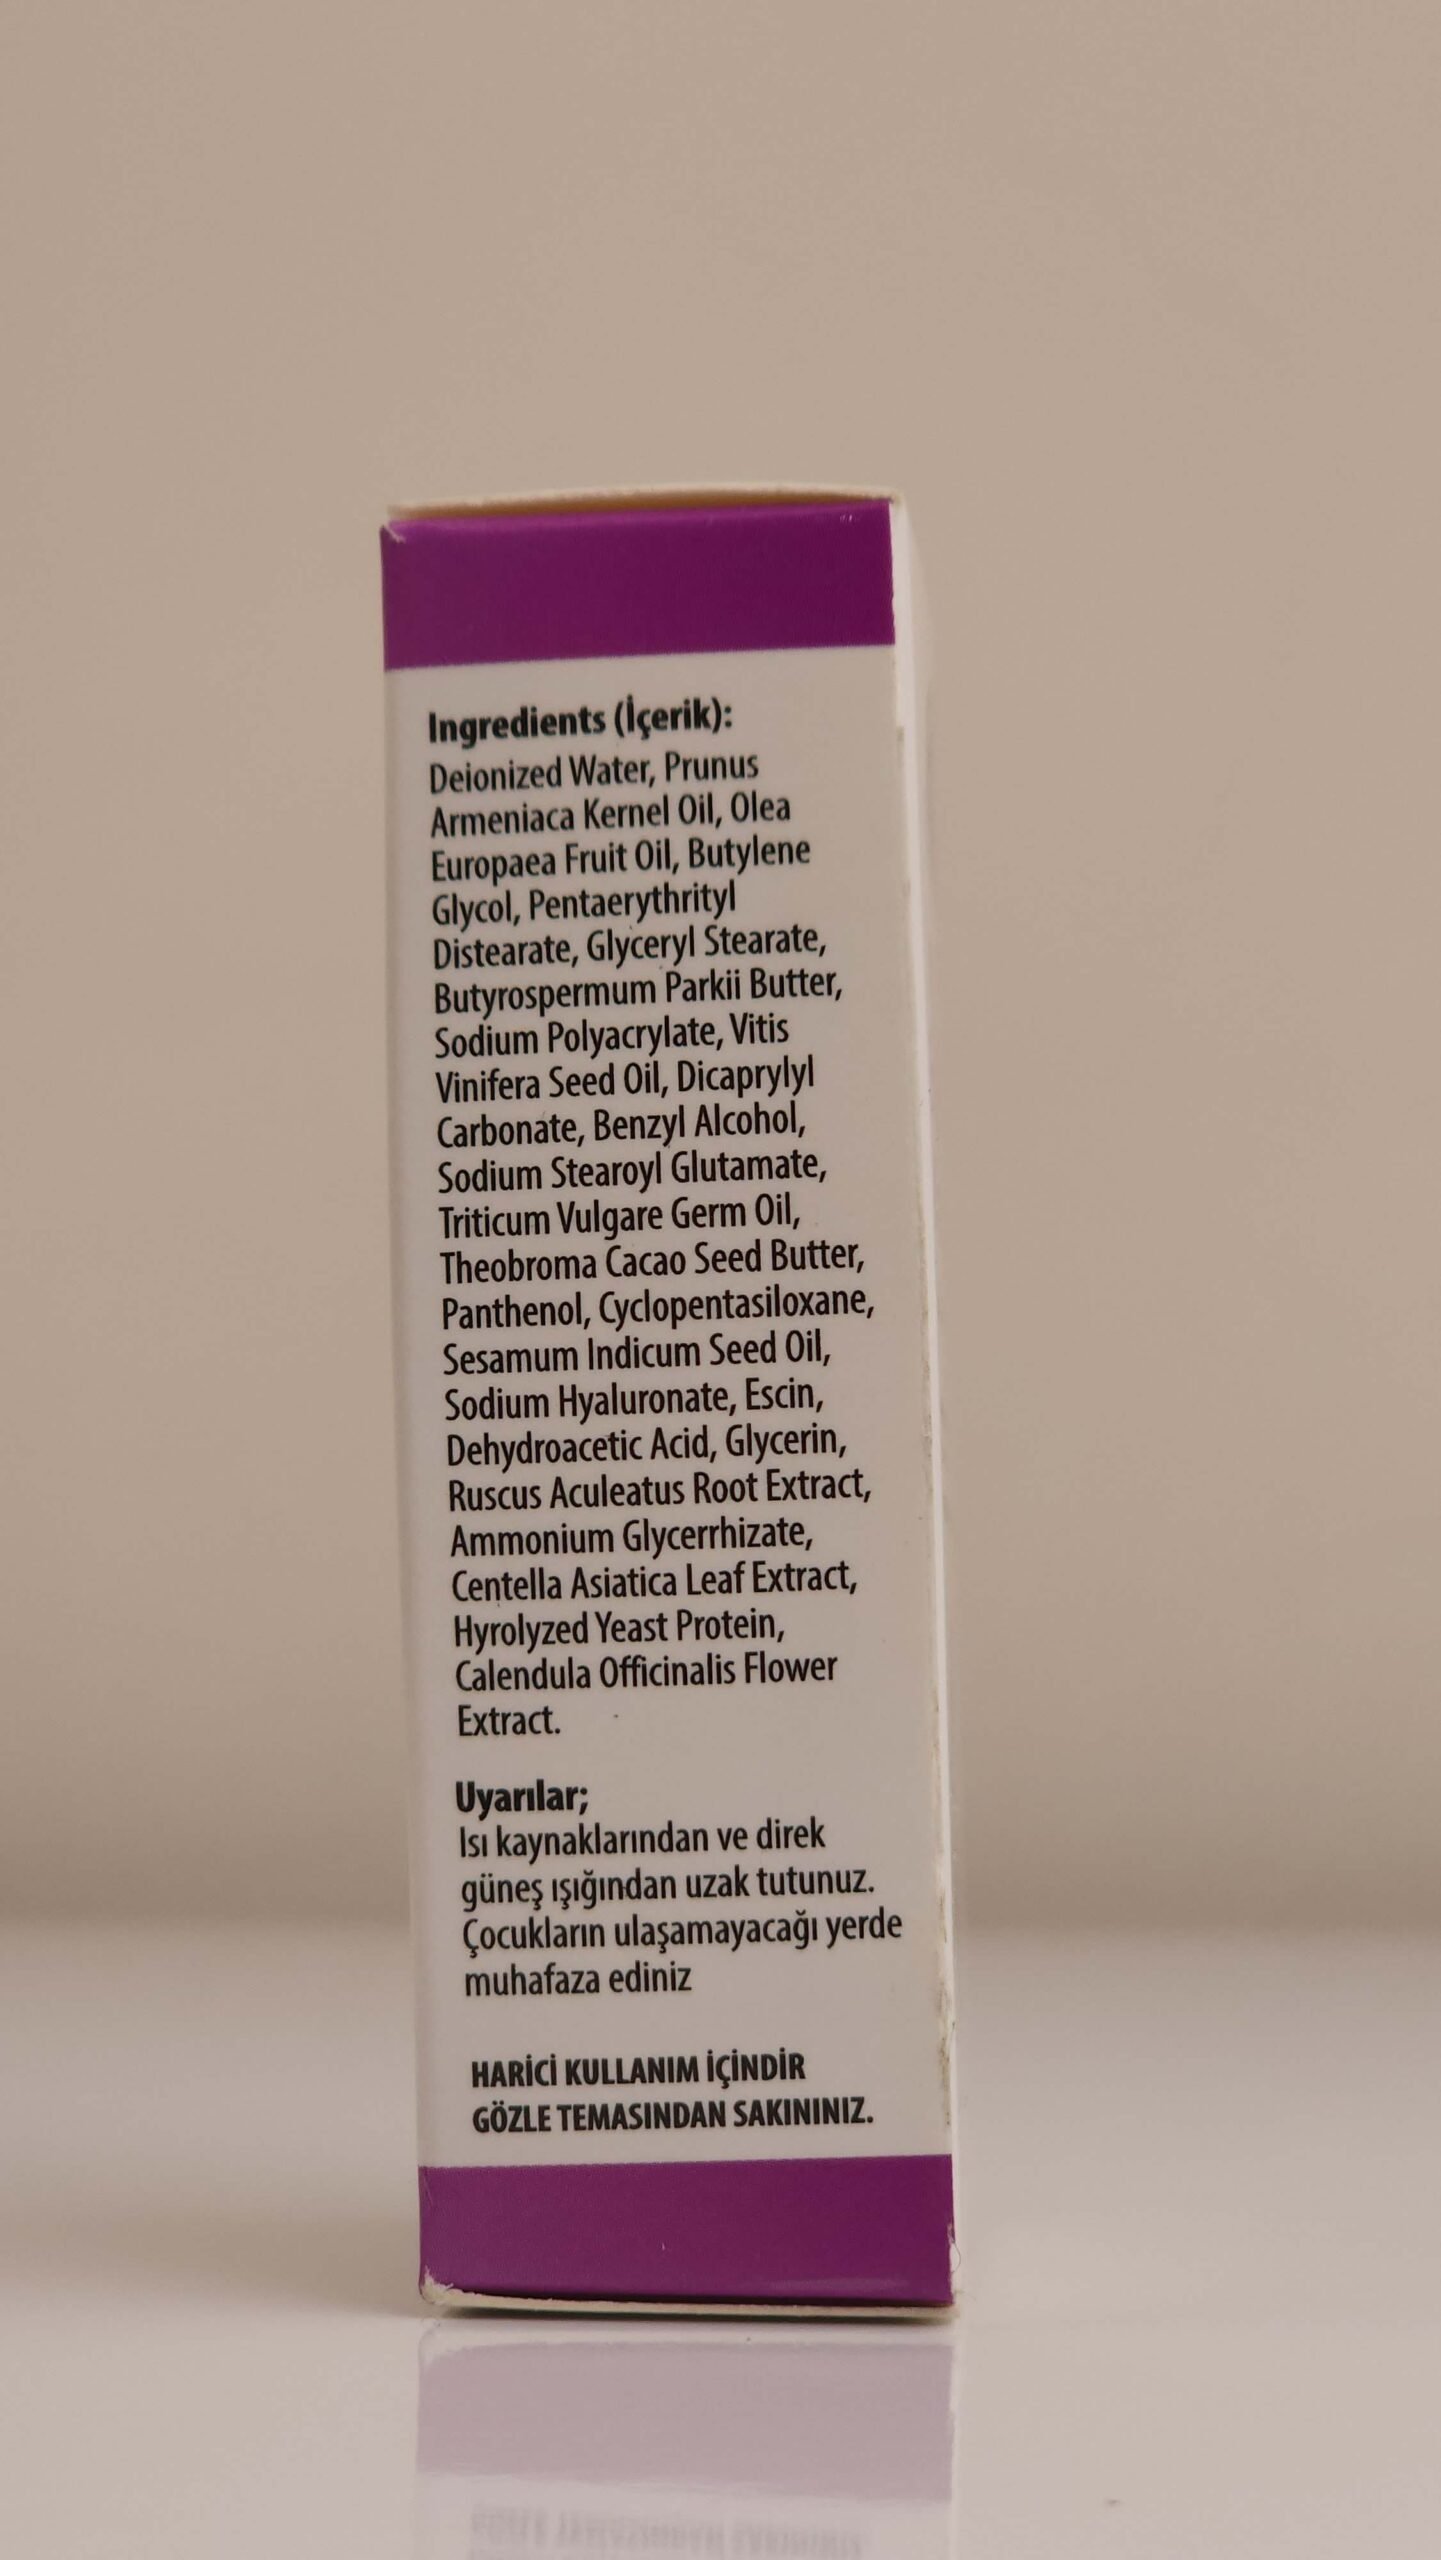 Ingredients (İçerik):
Deionized Water, Prunus
Armeniaca Kernel Oil, Olea
Europaea Fruit Oil, Butylene
Glycol, Pentaerythrityl
Distearate, Glyceryl Stearate,
Butyrospermum Parkii Butter,
Sodium Polyacrylate, Vitis
Vinifera Seed Oil, Dicaprylyl
Carbonate, Benzyl Alcohol,
Sodium Stearoyl Glutamate,
Triticum Vulgare Germ Oil,
Theobroma Cacao Seed Butter,
Panthenol, Cyclopentasiloxane,
Sesamum Indicum Seed Oil,
Sodium Hyaluronate, Escin,
Dehydroacetic Acid, Glycerin,
Ruscus Aculeatus Root Extract,
Ammonium Glycerrhizate,
Centella Asiatica Leaf Extract,
Hyrolyzed Yeast Protein,
Calendula Officinalis Flower
Extract.
Uyarılar;
Isı kaynaklarından ve direk
güneş ışığından uzak tutunuz.
Çocukların ulaşamayacağı yerde
muhafaza ediniz
HARİCİ KULLANIM İÇİNDİR
GÖZLE TEMASINDAN SAKININIZ.